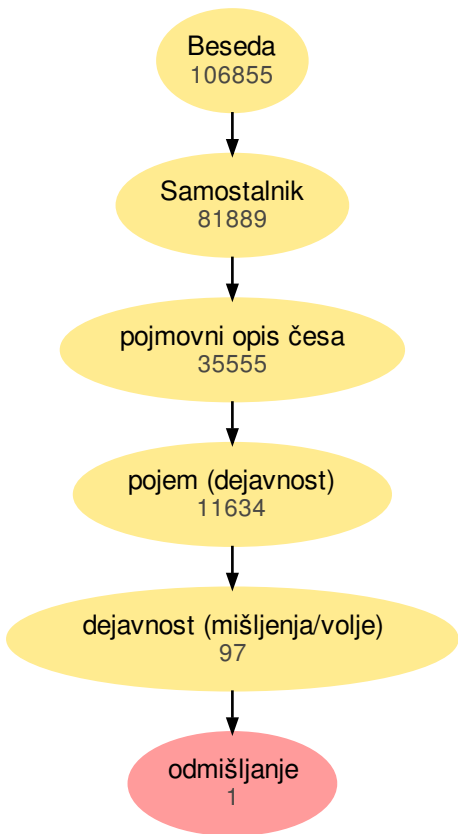 Beseda
106855
Samostalnik
81889
pojmovni opis česa
35555
pojem (dejavnost)
11634
dejavnost (mišljenja/volje)
97
odmišljanje
1